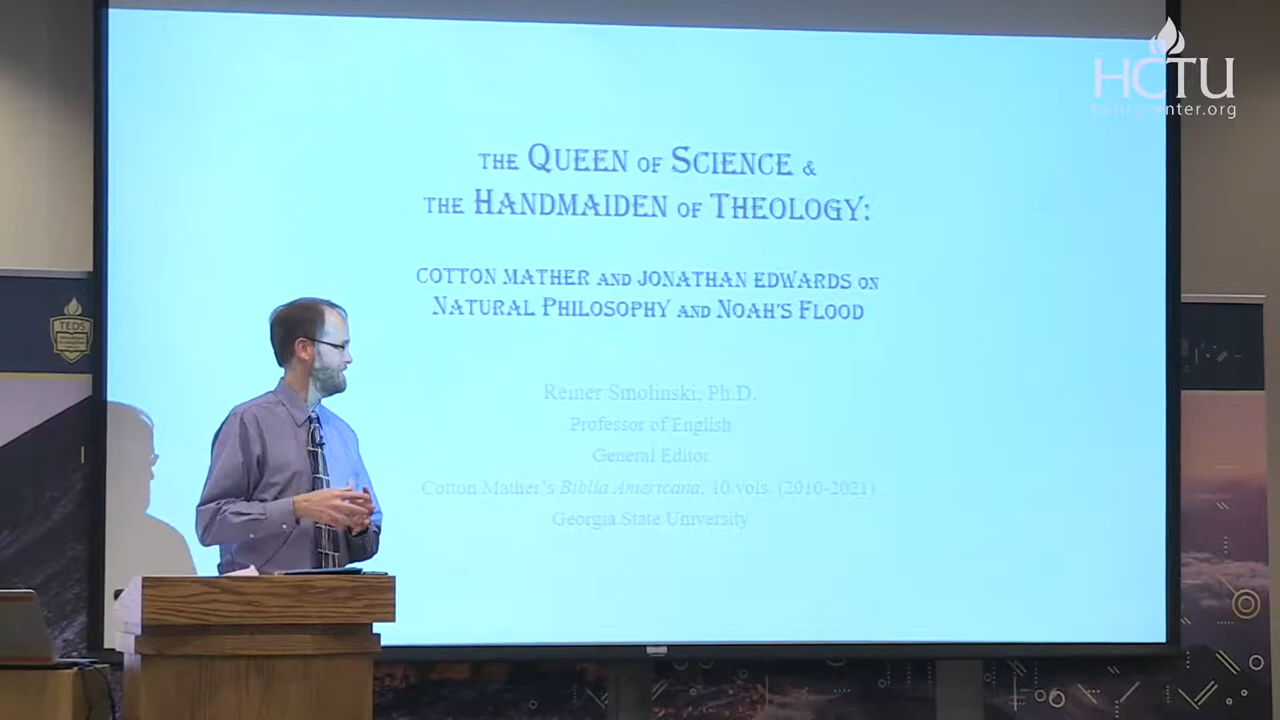 HCTU
center.org
THE QUEEN OF SCIENCE &
THE HANDMAIDEN OF THEOLOGY:
COTTON MATHER AND JONATHAN EDWARDS ON
NATURAL PHILOSOPHY AND NOAH'S FLOOD
Reiner Smolinski, Ph.D.
Professor of English
General Editor
Cotton Mather's Biblia Americana, 10 vols. (2010-2021)
Georgia State University
TEDS